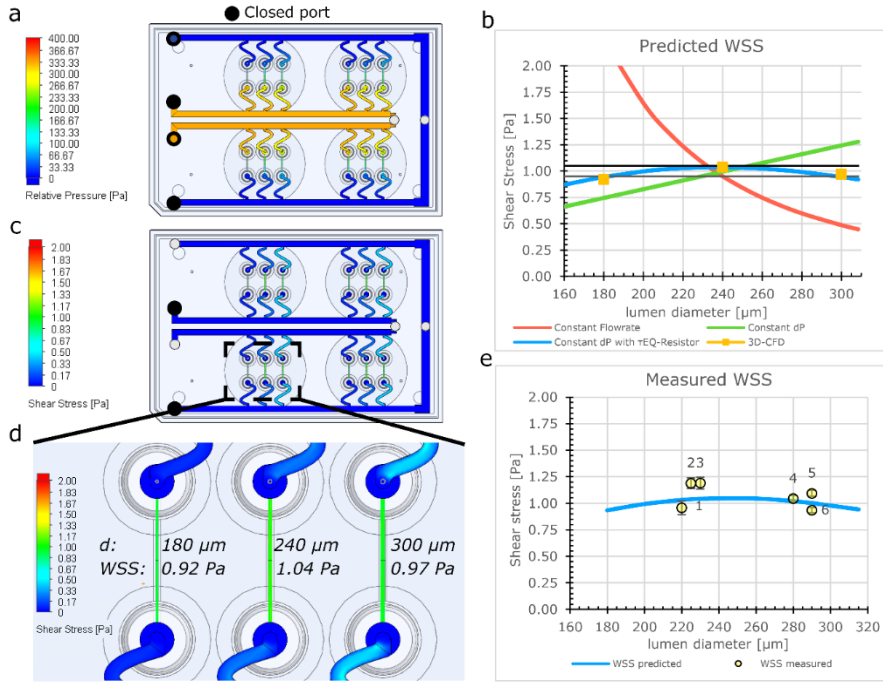 a
Closed port
400.00
366.67
333.33
300.00
266.67
233.33
200.00
166.67
133.33
100.00
66.67
33.33
0.00
Relative Pressure [Pa]
b
Predicted WSS
2.00
1.75
1.50
1.25
1.00
0.75
0.50
0.25
0.00
Shear Stress [Pa]
160 180 200 220 240 260 280 300
lumen diameter [µm]
Constant Flowrate
Constant dP
Constant dP with τEQ-Resistor
3D-CFD
c
2.00
1.83
1.67
1.50
1.33
1.17
1.00
0.83
0.67
0.50
0.33
0.17
0.00
Shear Stress [Pa]
d
2.00
1.83
1.67
1.50
1.33
1.17
1.00
0.83
0.67
0.50
0.33
0.17
0.00
Shear Stress [Pa]
d: 180 µm 240 µm 300 µm
WSS: 0.92 Pa 1.04 Pa 0.97 Pa
e
Measured WSS
2.00
1.75
1.50
1.25
1.00
0.75
0.50
0.25
0.00
Shear stress [Pa]
23
1
4
5
6
160 180 200 220 240 260 280 300 320
lumen diameter [µm]
WSS predicted
WSS measured